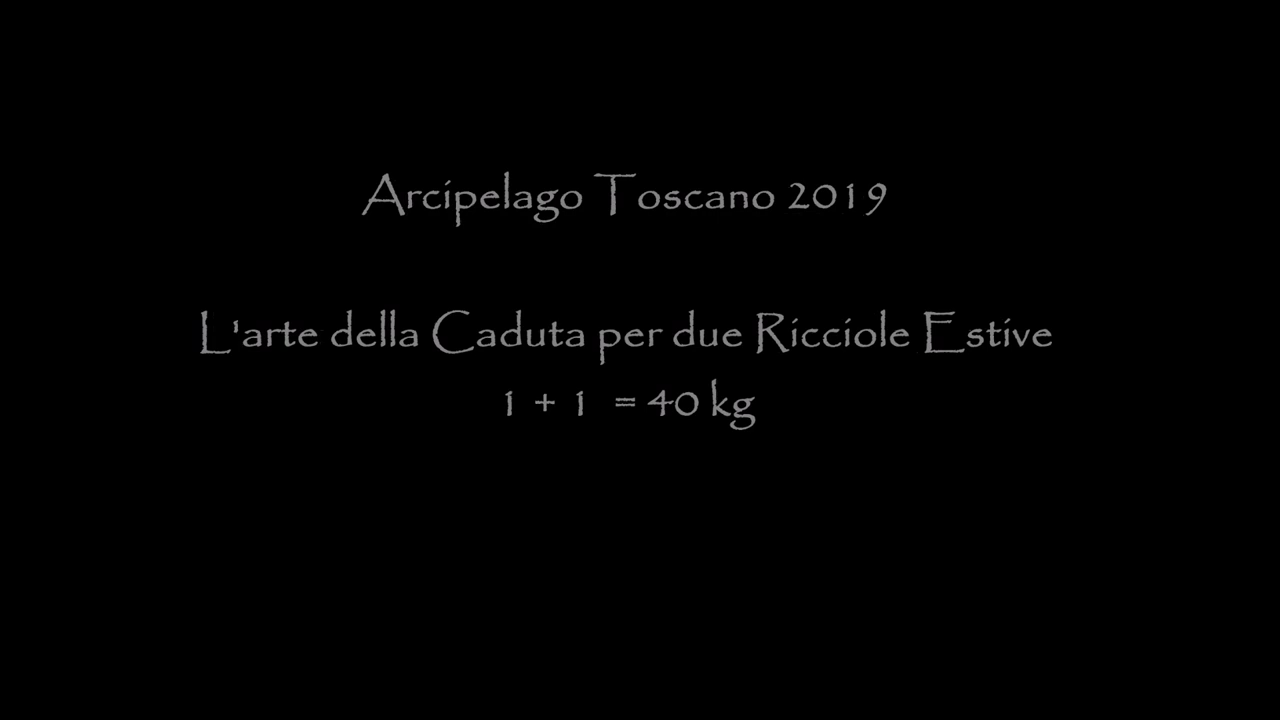 Arcipelago Toscano 2019
L'arte della Caduta per due Ricciole Estive
1 + 1 = 40 kg